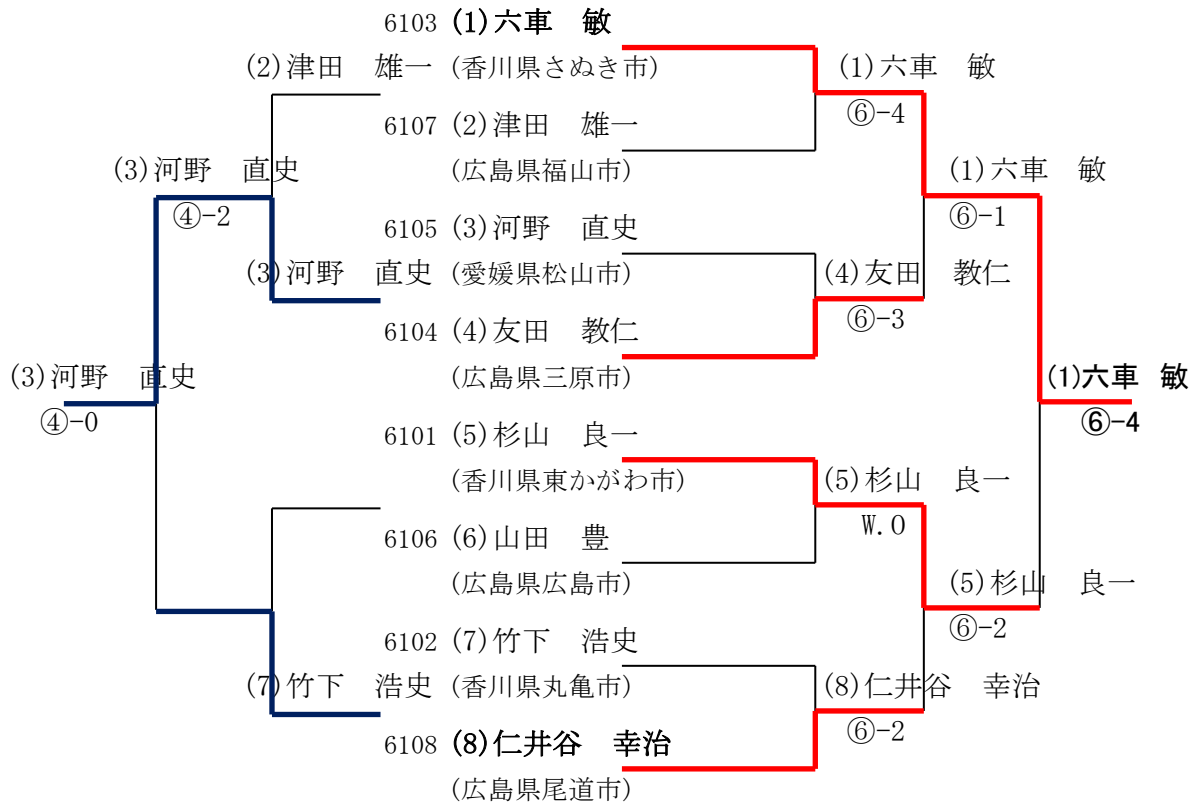 6103 (1)六車　敏
(2)津田　雄一 (香川県さぬき市) (1)六車　敏
⑥-4
6107 (2)津田　雄一
(3)河野　直史 (広島県福山市) (1)六車　敏
④-2 ⑥-1
6105 (3)河野　直史
(3)河野　直史 (愛媛県松山市) (4)友田　教仁
⑥-3
6104 (4)友田　教仁
(3)河野　直史 (広島県三原市) (1)六車　敏
④-0 ⑥-4
6101 (5)杉山　良一
(香川県東かがわ市) (5)杉山　良一
W.O
6106 (6)山田　豊
(広島県広島市) (5)杉山　良一
⑥-2
6102 (7)竹下　浩史
(7)竹下　浩史 (香川県丸亀市) (8)仁井谷　幸治
⑥-2
6108 (8)仁井谷　幸治
(広島県尾道市)